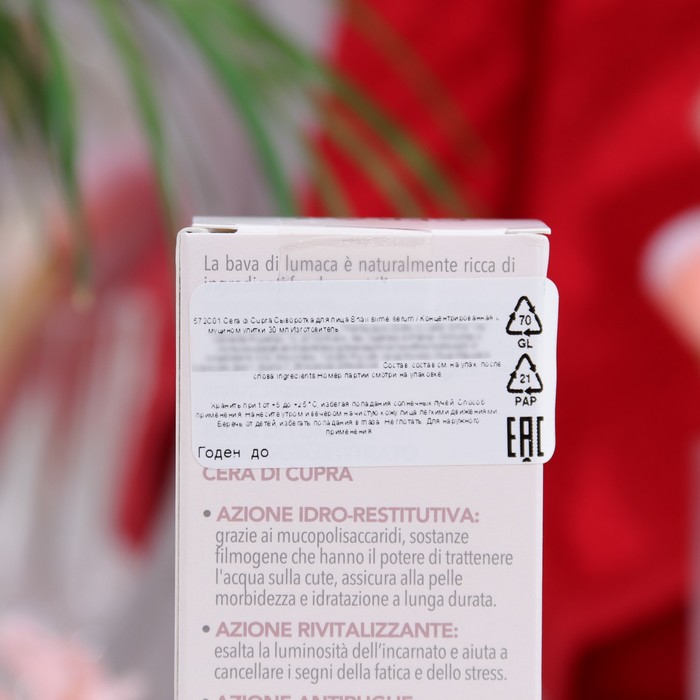 La bava di lumaca è naturalmente ricca di
572001 Cera di Cupra Сыворотка для лица Snail slime serum / Концентрированная с
муцином улитки 30 мл Изготовитель
Состав: состав см. на упак. после
слова ingredients Номер партии смотри на упаковке.
Хранить при t от +5 до +25°C, избегая попадания солнечных лучей. Способ
применения: Нанесите утром и вечером на чистую кожу лица легкими движениями.
Беречь от детей, избегать попадания в глаза. Не глотать. Для наружного
применения
Годен до
70
GL
21
PAP
EAC
CERA DI CUPRA
• AZIONE IDRO-RESTITUTIVA:
grazie ai mucopolisaccaridi, sostanze
filmogene che hanno il potere di trattenere
l'acqua sulla cute, assicura alla pelle
morbidezza e idratazione a lunga durata.
• AZIONE RIVITALIZZANTE:
esalta la luminosità dell'incarnato e aiuta a
cancellare i segni della fatica e dello stress.
• AZIONE ANTIRUGHE